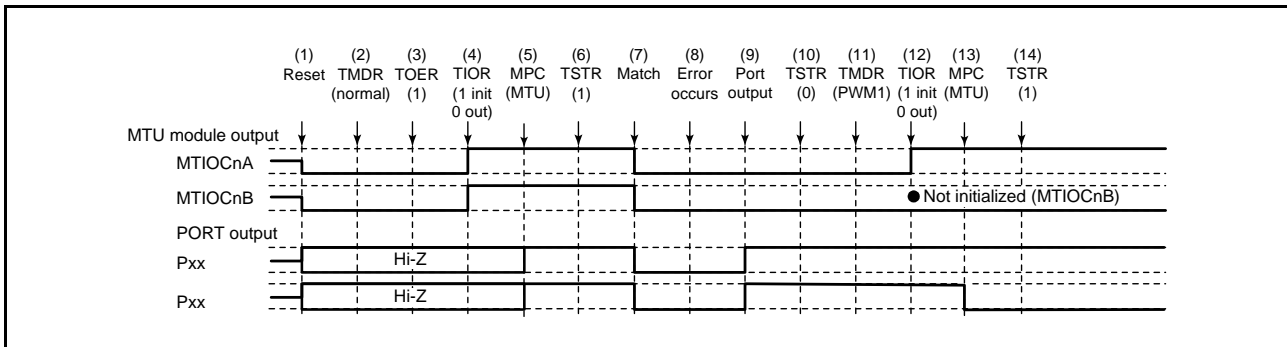 (1) (2) (3) (4) (5) (6) (7) (8) (9) (10) (11) (12) (13) (14)
Reset TMDR TOER TIOR MPC TSTR Match Error Port TSTR TMDR TIOR MPC TSTR
(normal) (1) (1 init (MTU) (1) occurs output (0) (PWM1) (1 init (MTU) (1)
0 out) 0 out)
MTU module output
MTIOCnA
MTIOCnB
● Not initialized (MTIOCnB)
PORT output
Pxx Hi-Z
Pxx Hi-Z